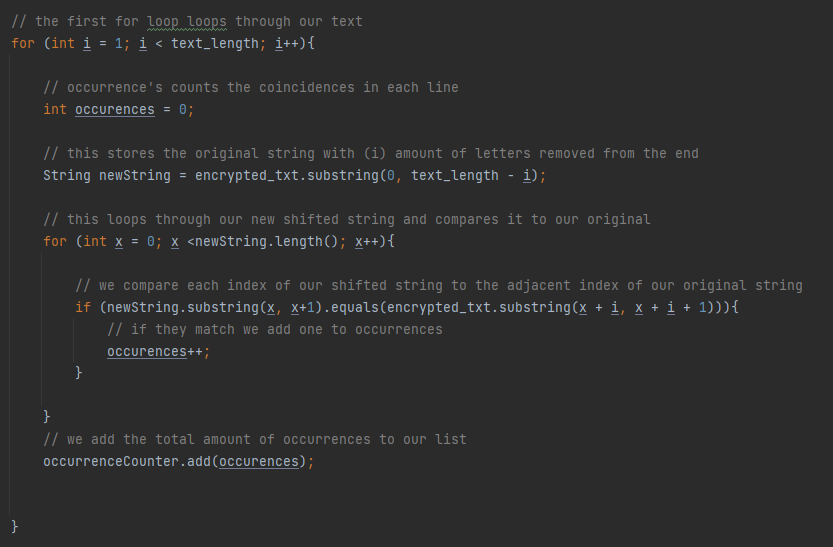 // the first for loop loops through our text
for (int i = 1; i < text_length; i++){
// occurrence's counts the coincidences in each line
int occurences = 0;
// this stores the original string with (i) amount of letters removed from the end
String newString = encrypted_txt.substring(0, text_length - i);
// this loops through our new shifted string and compares it to our original
for (int x = 0; x <newString.length(); x++){
// we compare each index of our shifted string to the adjacent index of our original string
if (newString.substring(x, x+1).equals(encrypted_txt.substring(x + i, x + i + 1))){
// if they match we add one to occurrences
occurences++;
}
}
// we add the total amount of occurrences to our list
occurrenceCounter.add(occurences);
}